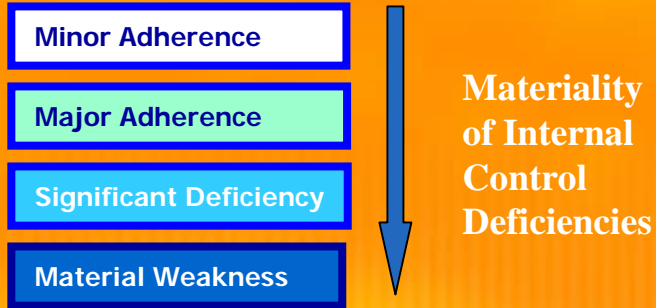 Minor Adherence
Major Adherence
Significant Deficiency
Material Weakness
Materiality
of Internal
Control
Deficiencies